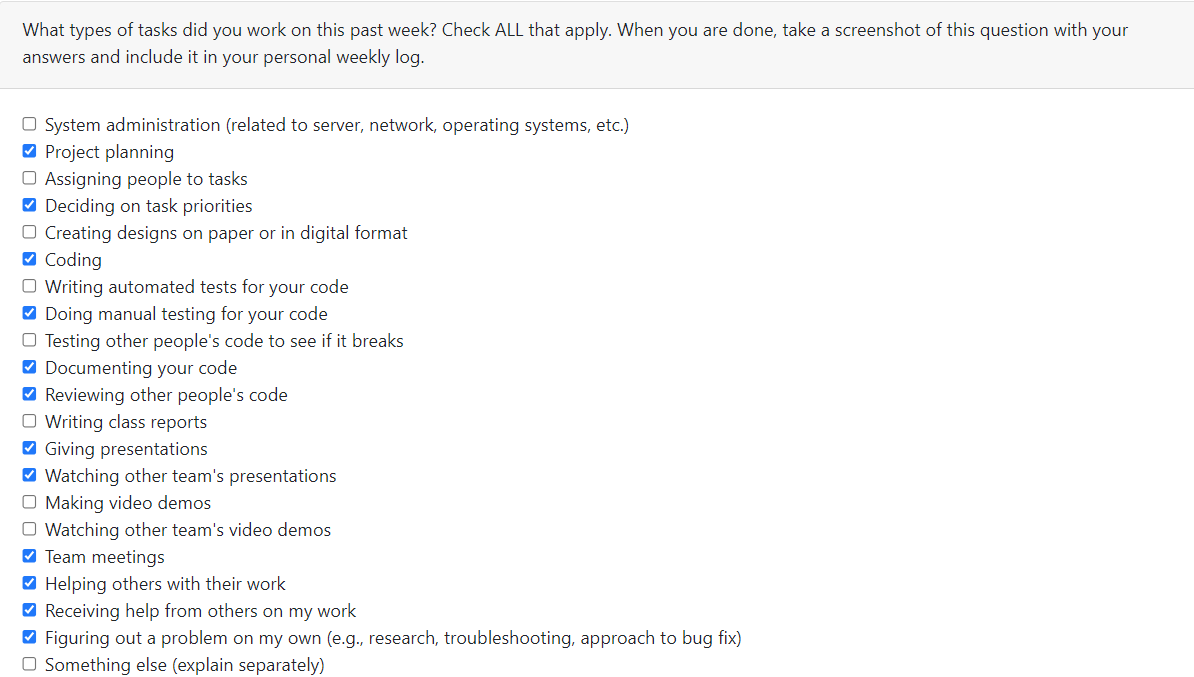 What types of tasks did you work on this past week? Check ALL that apply. When you are done, take a screenshot of this question with your
answers and include it in your personal weekly log.
System administration (related to server, network, operating systems, etc.)
Project planning
Assigning people to tasks
Deciding on task priorities
Creating designs on paper or in digital format
Coding
Writing automated tests for your code
Doing manual testing for your code
Testing other people's code to see if it breaks
Documenting your code
Reviewing other people's code
Writing class reports
Giving presentations
Watching other team's presentations
Making video demos
Watching other team's video demos
Team meetings
Helping others with their work
Receiving help from others on my work
Figuring out a problem on my own (e.g., research, troubleshooting, approach to bug fix)
Something else (explain separately)